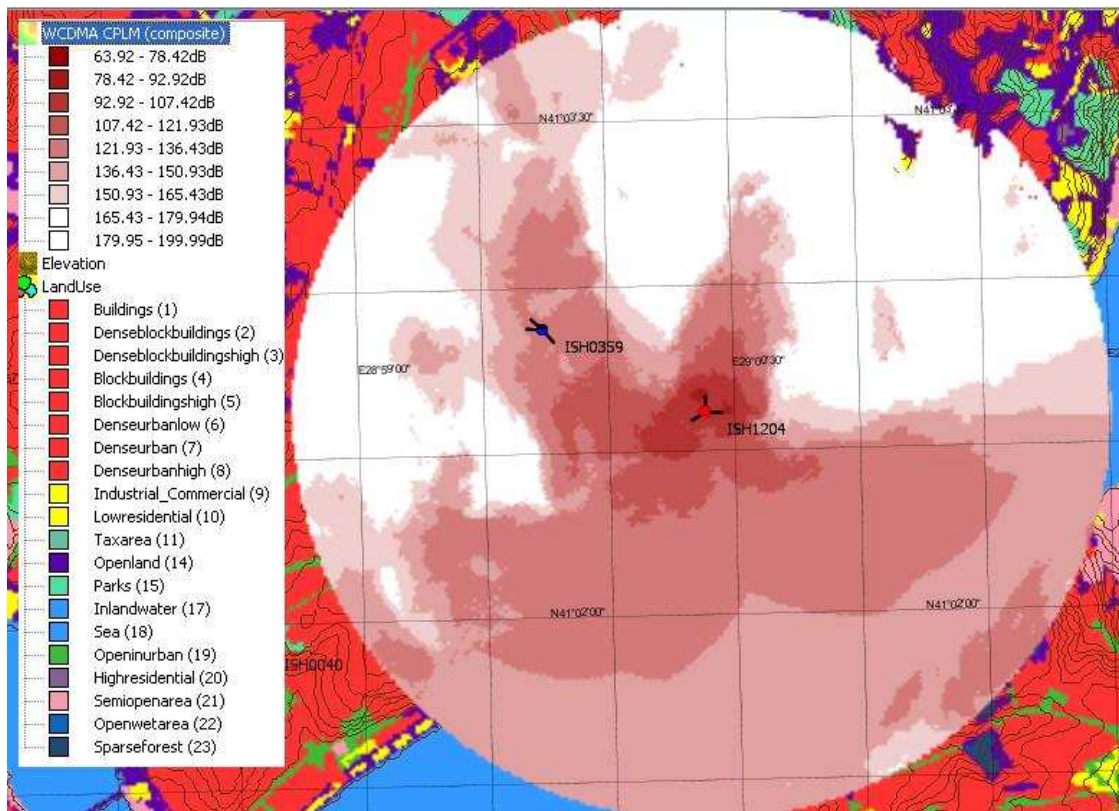 WCDMA CPLM (composite)
63.92 - 78.42dB
78.42 - 92.92dB
92.92 - 107.42dB
107.42 - 121.93dB
121.93 - 136.43dB
136.43 - 150.93dB
150.93 - 165.43dB
165.43 - 179.94dB
179.95 - 199.99dB
Elevation
LandUse
Buildings (1)
Denseblockbuildings (2)
Denseblockbuildingshigh (3)
Blockbuildings (4)
Blockbuildingshigh (5)
Denseurbanlow (6)
Denseurban (7)
Denseurbanhigh (8)
Industrial_Commercial (9)
Lowresidential (10)
Taxarea (11)
Openland (14)
Parks (15)
Inlandwater (17)
Sea (18)
Openinurban (19)
Highresidential (20)
Semiopenarea (21)
Openwetarea (22)
Sparseforest (23)
N41°03'30"
N41°03'
ISH0359
E28°59'00"
E29°00'30"
ISH1204
N41°02'00"
N41°02'00"
ISH0040